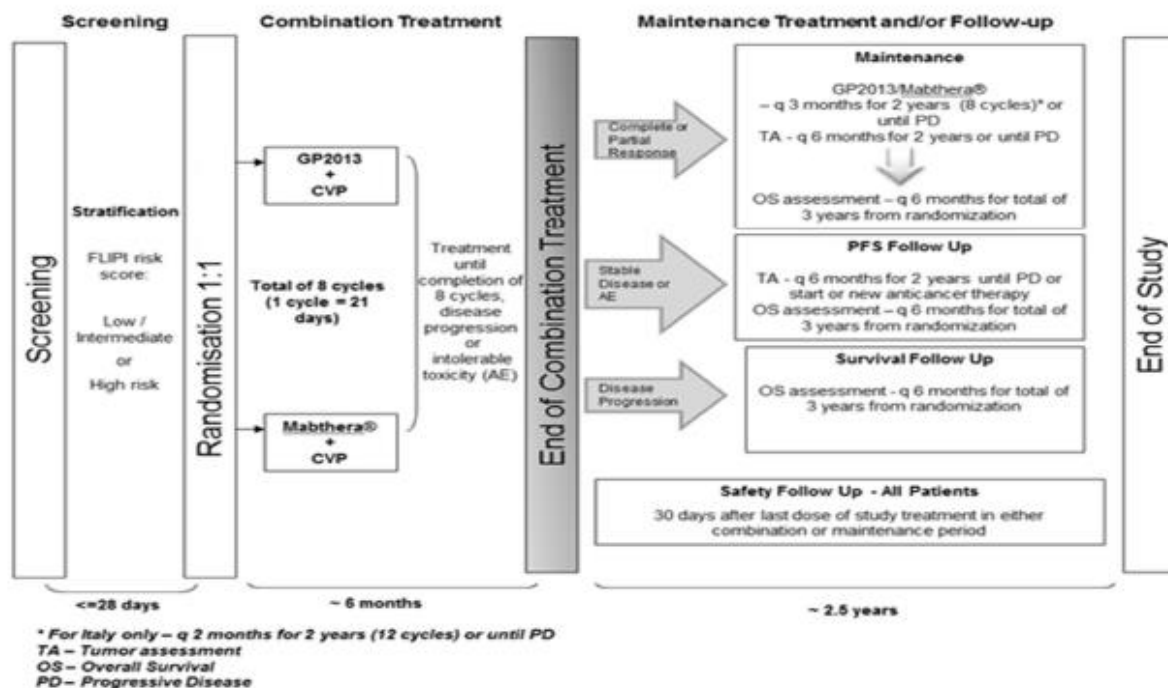 Screening
Combination Treatment
Maintenance Treatment and/or Follow-up
Screening
Stratification
FLIPI risk
score:
Low /
Intermediate
or
High risk
Randomisation 1:1
GP2013
+
CVP
Total of 8 cycles
(1 cycle = 21
days)
Mabthera®
+
CVP
Treatment
until
completion of
8 cycles,
disease
progression
or
intolerable
toxicity (AE)
End of Combination Treatment
Complete or
Partial
Response
Maintenance
GP2013/Mabthera®
– q 3 months for 2 years (8 cycles)* or
until PD
TA - q 6 months for 2 years or until PD
OS assessment – q 6 months for total of
3 years from randomization
Stable
Disease or
AE
PFS Follow Up
TA - q 6 months for 2 years until PD or
start or new anticancer therapy
OS assessment – q 6 months for total of
3 years from randomization
Disease
Progression
Survival Follow Up
OS assessment - q 6 months for total of
3 years from randomization
Safety Follow Up - All Patients
30 days after last dose of study treatment in either
combination or maintenance period
End of Study
<=28 days
~ 6 months
~ 2.5 years
* For Italy only – q 2 months for 2 years (12 cycles) or until PD
TA – Tumor assessment
OS – Overall Survival
PD – Progressive Disease